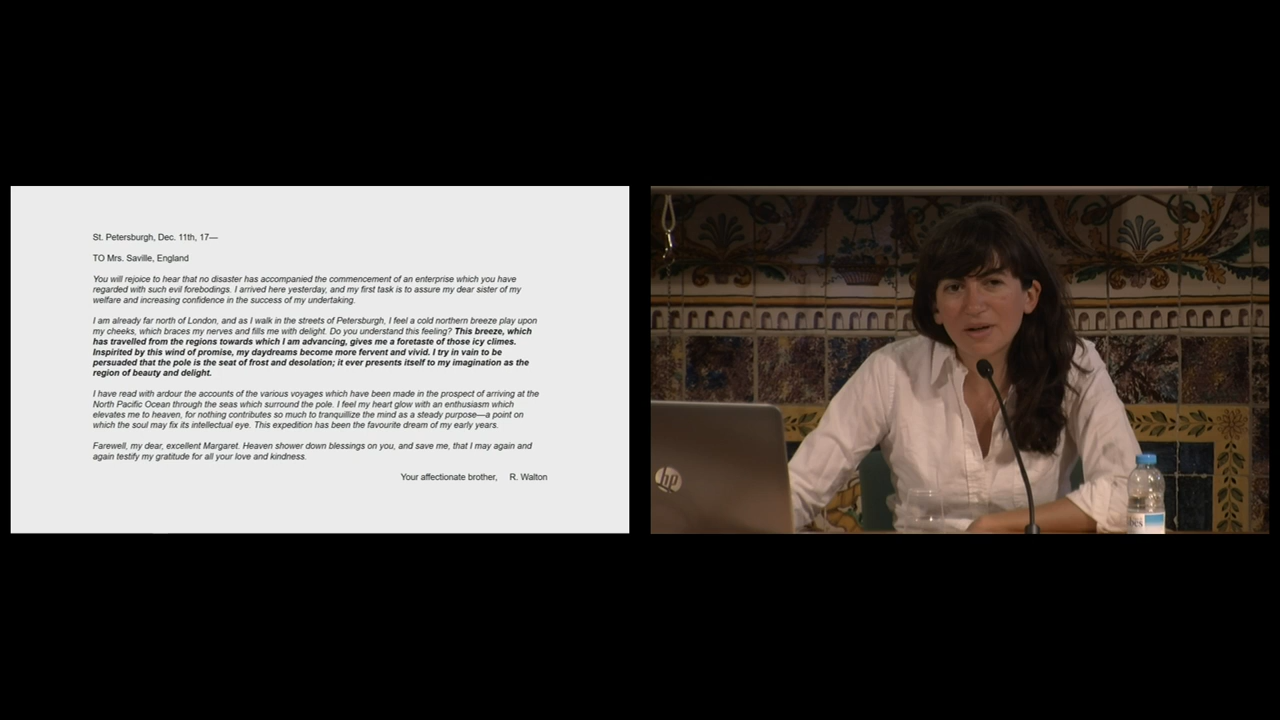 St. Petersburgh, Dec. 11th, 17—
TO Mrs. Saville, England
You will rejoice to hear that no disaster has accompanied the commencement of an enterprise which you have
regarded with such evil forebodings. I arrived here yesterday, and my first task is to assure my dear sister of my
welfare and increasing confidence in the success of my undertaking.
I am already far north of London, and as I walk in the streets of Petersburgh, I feel a cold northern breeze play upon
my cheeks, which braces my nerves and fills me with delight. Do you understand this feeling? This breeze, which
has travelled from the regions towards which I am advancing, gives me a foretaste of those icy climes.
Inspirited by this wind of promise, my daydreams become more fervent and vivid. I try in vain to be
persuaded that the pole is the seat of frost and desolation; it ever presents itself to my imagination as the
region of beauty and delight.
I have read with ardour the accounts of the various voyages which have been made in the prospect of arriving at the
North Pacific Ocean through the seas which surround the pole. I feel my heart glow with an enthusiasm which
elevates me to heaven, for nothing contributes so much to tranquillize the mind as a steady purpose—a point on
which the soul may fix its intellectual eye. This expedition has been the favourite dream of my early years.
Farewell, my dear, excellent Margaret. Heaven shower down blessings on you, and save me, that I may again and
again testify my gratitude for all your love and kindness.
Your affectionate brother, R. Walton
hp